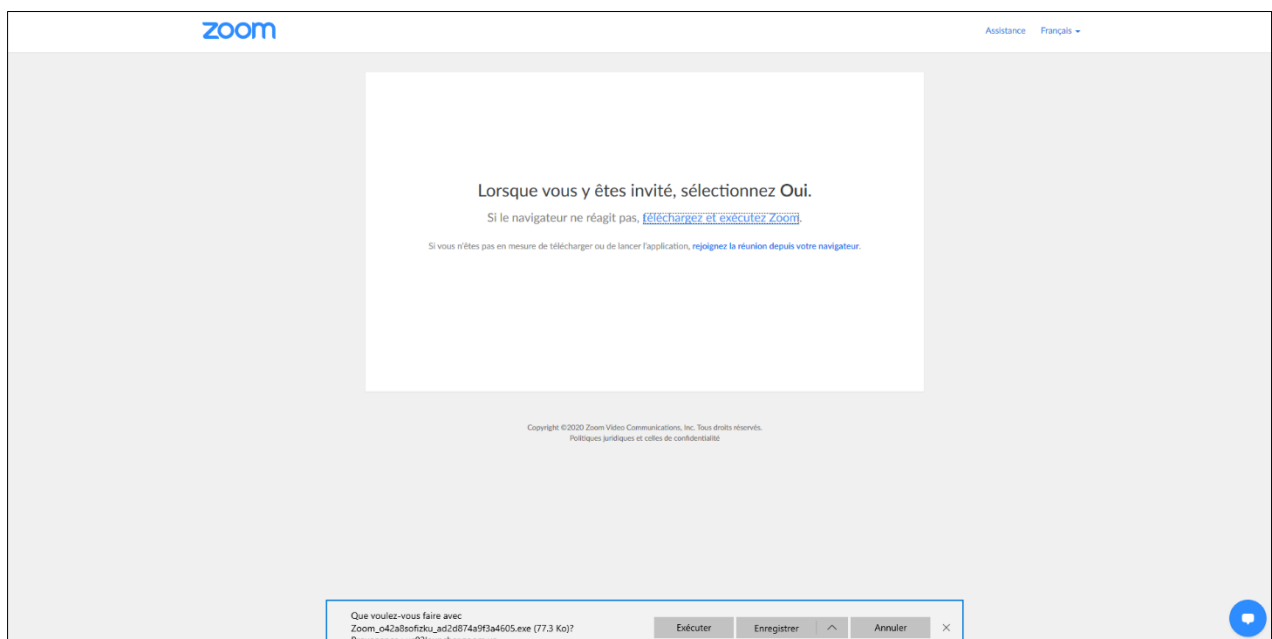 zoom
Assistance Français
Lorsque vous y êtes invité, sélectionnez Oui.
Si le navigateur ne réagit pas, téléchargez et exécutez Zoom.
Si vous n'êtes pas en mesure de télécharger ou de lancer l'application, rejoignez la réunion depuis votre navigateur.
Copyright ©2020 Zoom Video Communications, Inc. Tous droits réservés.
Politiques juridiques et celles de confidentialité
Que voulez-vous faire avec
Zoom_o42a8sofizku_ad2d874a9f3a4605.exe (77.3 Ko)?
Exécuter Enregistrer Annuler